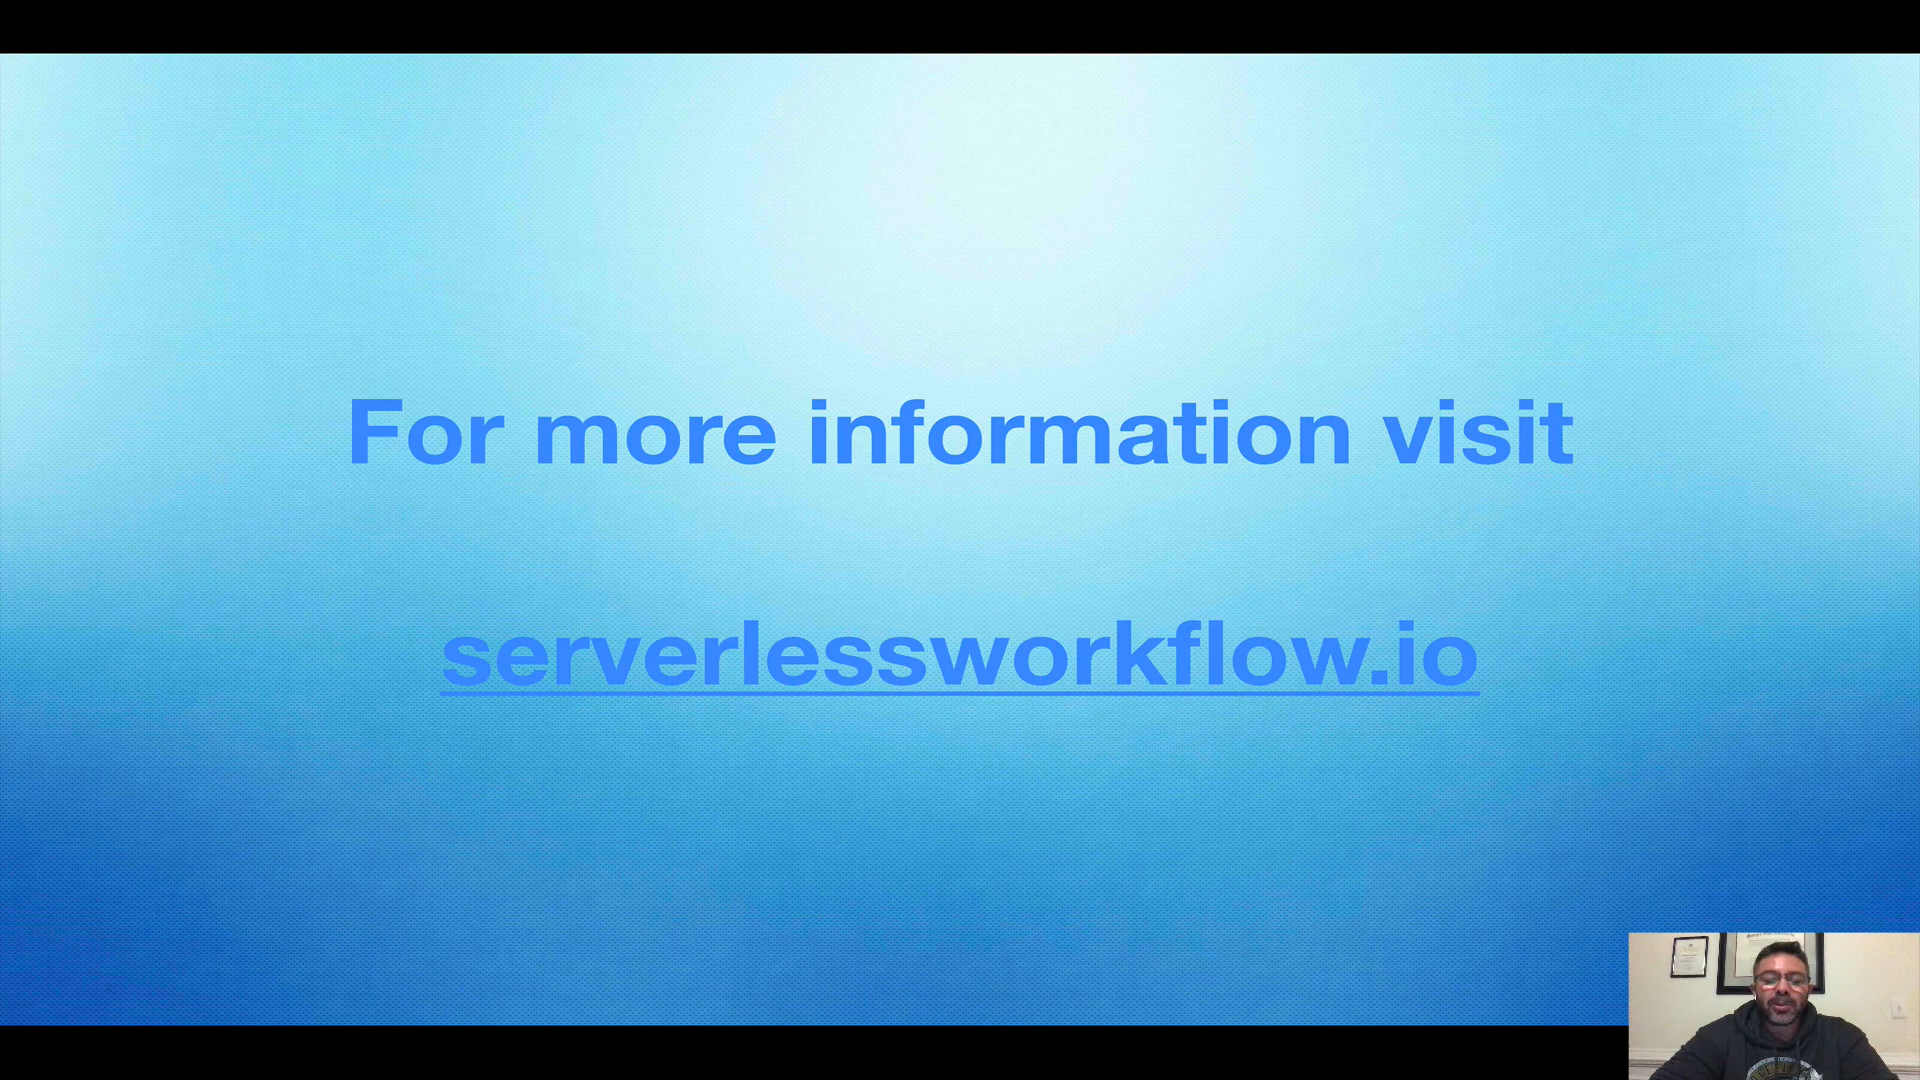 For more information visit
serverlessworkflow.io